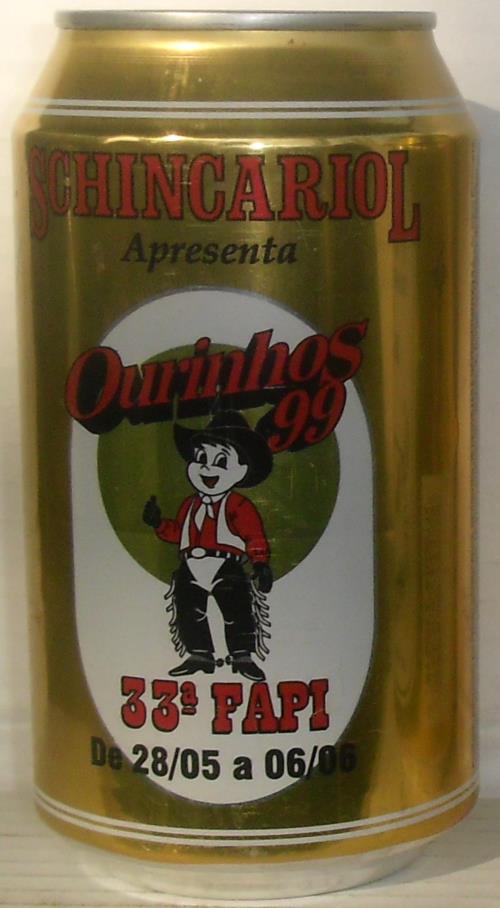 SCHINCARIOL
Apresenta
Ourinhos
99
33ª FAPI
De 28/05 a 06/06